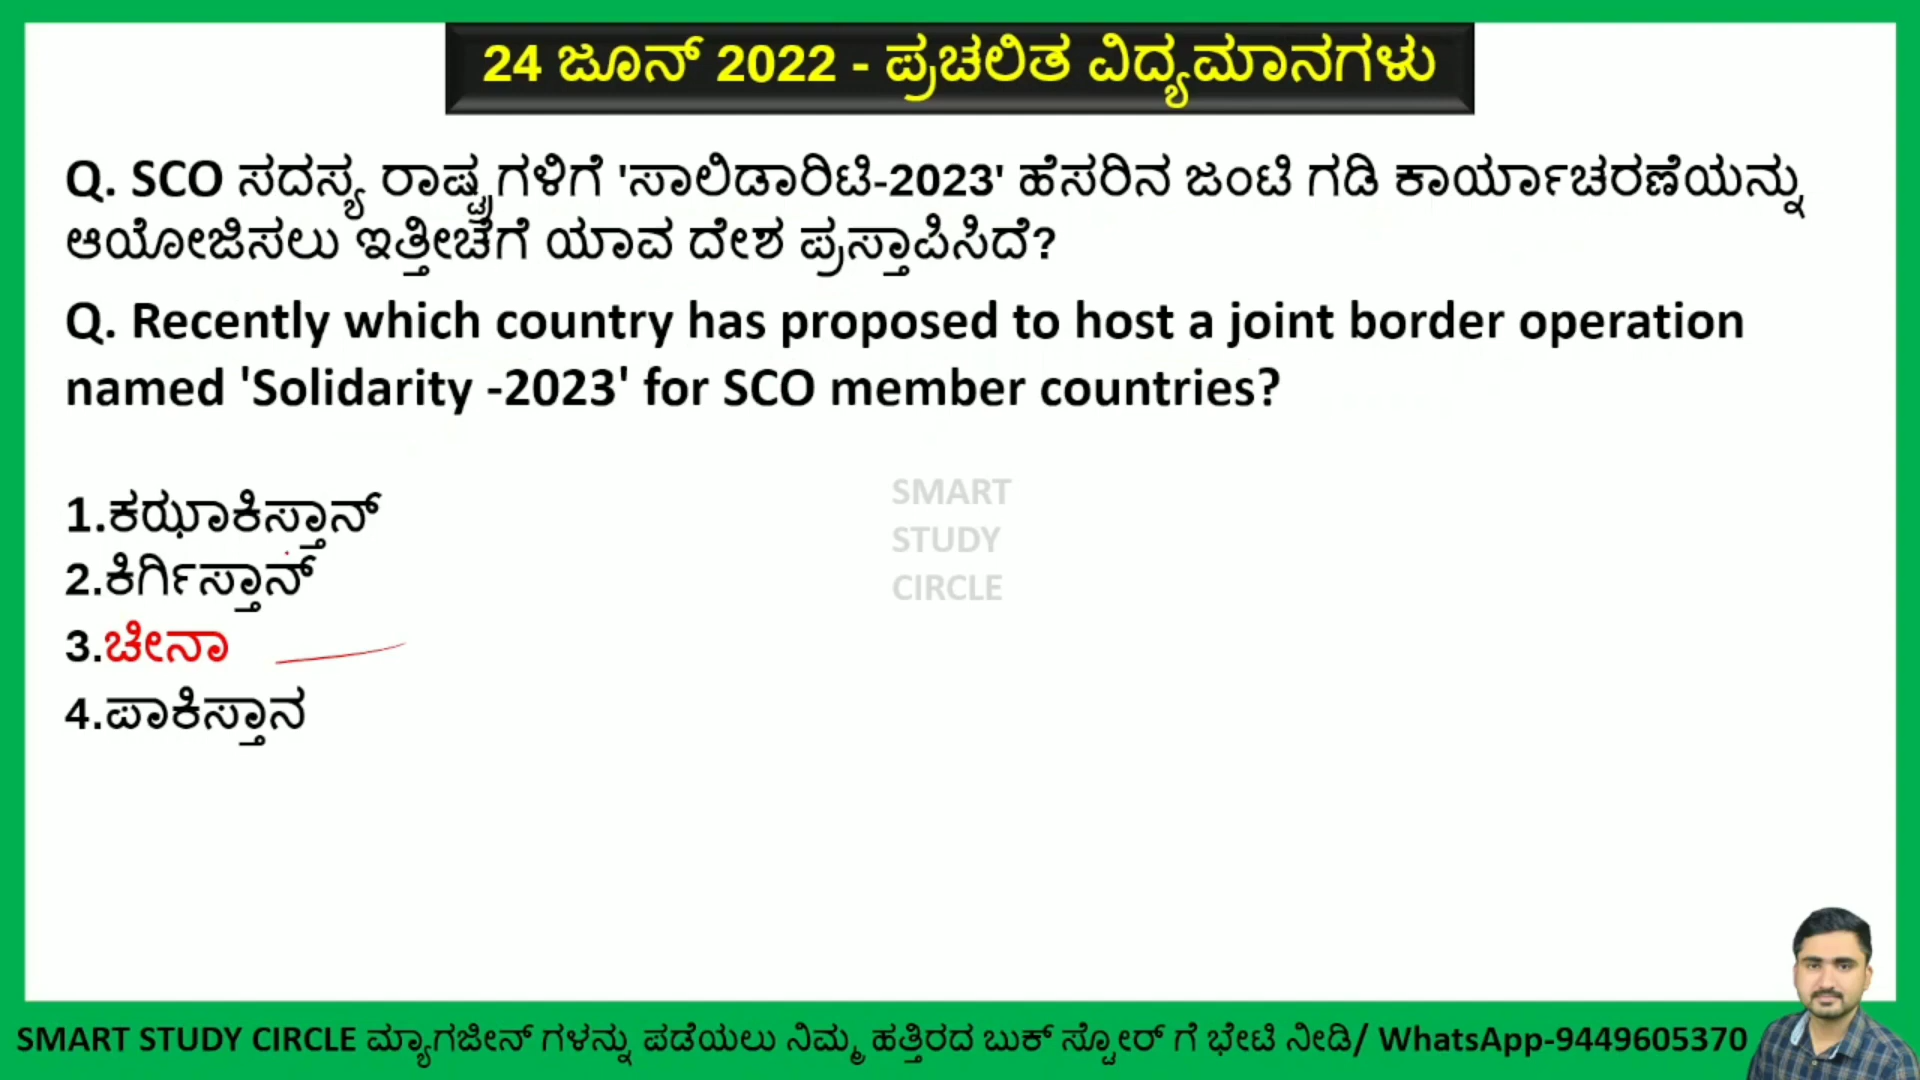 24 ಜೂನ್ 2022 - ಪ್ರಚಲಿತ ವಿದ್ಯಮಾನಗಳು
Q. SCO ಸದಸ್ಯ ರಾಷ್ಟ್ರಗಳಿಗೆ 'ಸಾಲಿಡಾರಿಟಿ-2023' ಹೆಸರಿನ ಜಂಟಿ ಗಡಿ ಕಾರ್ಯಾಚರಣೆಯನ್ನು
ಆಯೋಜಿಸಲು ಇತ್ತೀಚೆಗೆ ಯಾವ ದೇಶ ಪ್ರಸ್ತಾಪಿಸಿದೆ?
Q. Recently which country has proposed to host a joint border operation
named 'Solidarity -2023' for SCO member countries?
SMART
STUDY
CIRCLE
1.ಕಝಾಕಿಸ್ತಾನ್
2.ಕಿರ್ಗಿಸ್ತಾನ್
3.ಚೀನಾ
4.ಪಾಕಿಸ್ತಾನ
SMART STUDY CIRCLE ಮ್ಯಾಗಜೀನ್ ಗಳನ್ನು ಪಡೆಯಲು ನಿಮ್ಮ ಹತ್ತಿರದ ಬುಕ್ ಸ್ಟೋರ್ ಗೆ ಭೇಟಿ ನೀಡಿ/ WhatsApp-9449605370